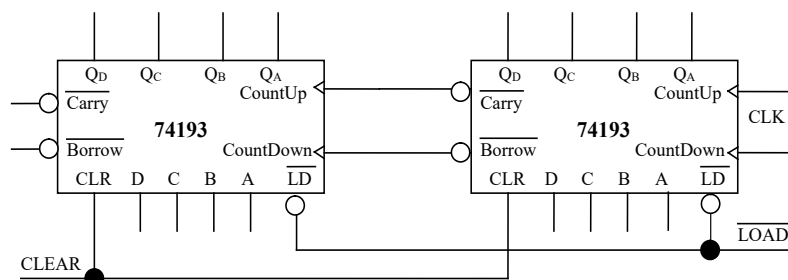 QD QC QB QA QD QC QB QA
CountUp CountUp
Carry Carry
CLK
74193 74193
Borrow CountDown Borrow CountDown
CLR D C B A LD CLR D C B A LD
LOAD
CLEAR